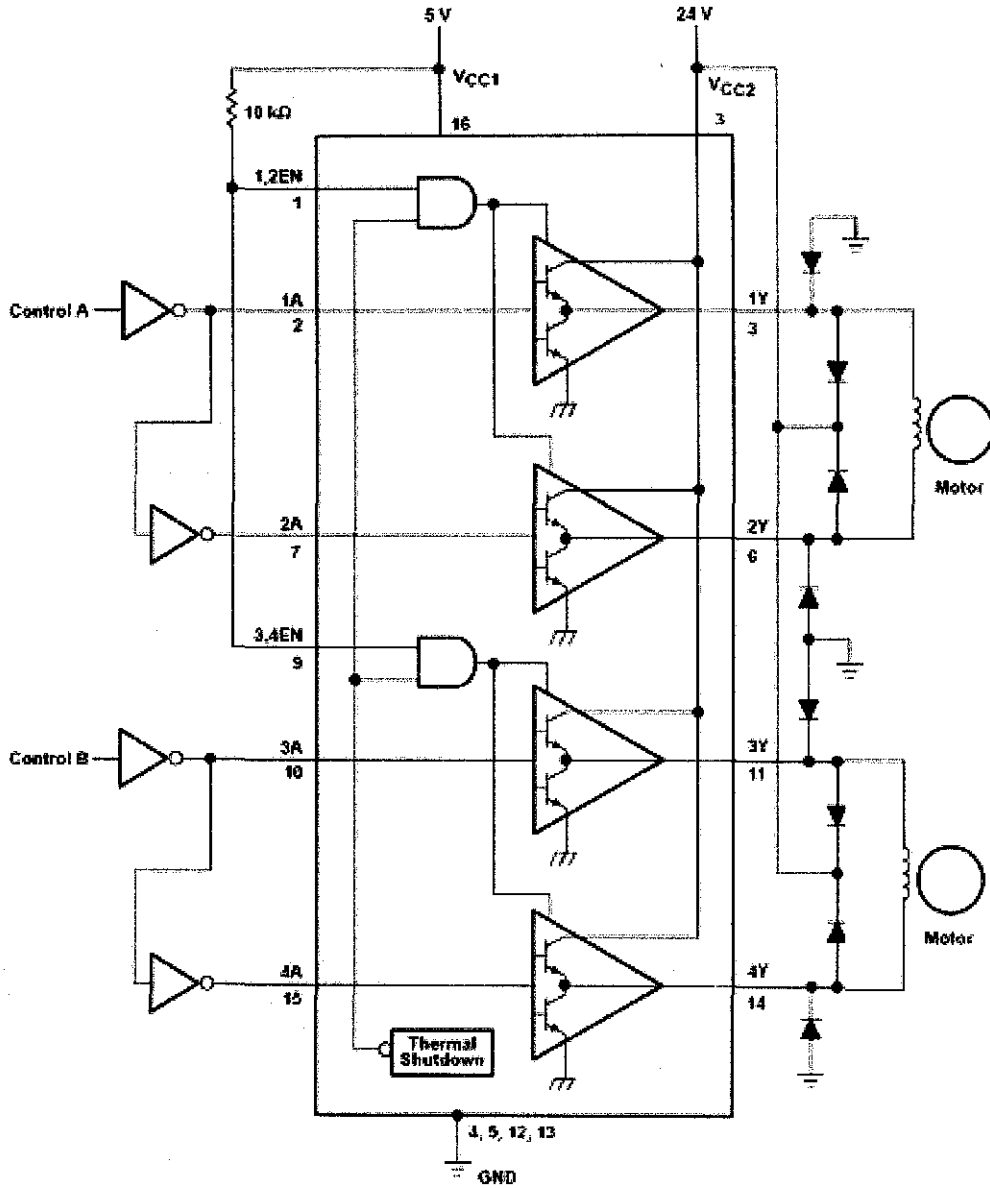 5 V
24 V
VCC1
VCC2
10 kΩ
16
3
1,2EN
1
Control A
1A
2
1Y
3
Motor
2A
7
2Y
6
3,4EN
9
Control B
3A
10
3Y
11
Motor
4A
15
4Y
14
Thermal
Shutdown
4, 5, 12, 13
GND